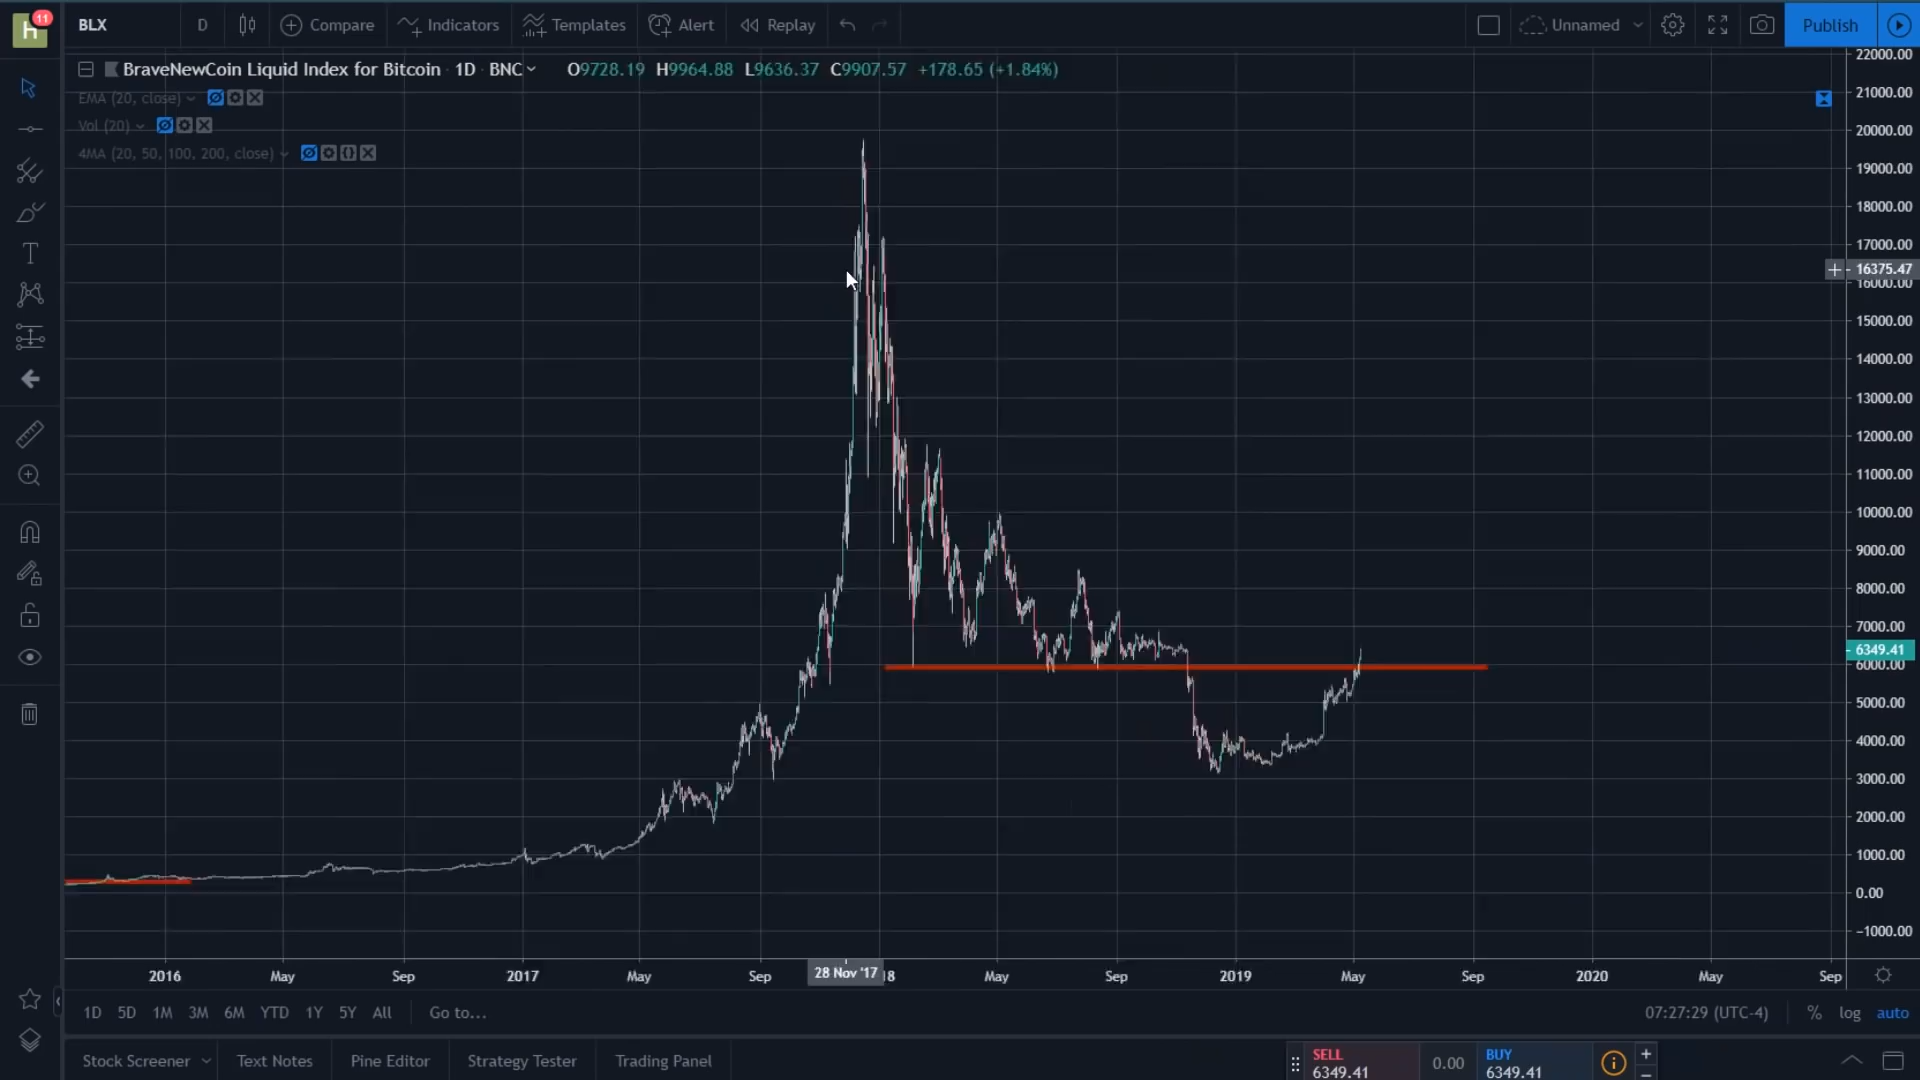 h 11 BLX D Compare Indicators Templates Alert Replay Unnamed Publish
BraveNewCoin Liquid Index for Bitcoin · 1D · BNC O9728.19 H9964.88 L9636.37 C9907.57 +178.65 (+1.84%)
EMA (20, close)
Vol (20)
4MA (20, 50, 100, 200, close)
22000.00
21000.00
20000.00
19000.00
18000.00
17000.00
16375.47
16000.00
15000.00
14000.00
13000.00
12000.00
11000.00
10000.00
9000.00
8000.00
7000.00
6349.41
6000.00
5000.00
4000.00
3000.00
2000.00
1000.00
0.00
−1000.00
2016 May Sep 2017 May Sep 28 Nov '17 18 May Sep 2019 May Sep 2020 May Sep
1D 5D 1M 3M 6M YTD 1Y 5Y All Go to... 07:27:29 (UTC-4) % log auto
Stock Screener Text Notes Pine Editor Strategy Tester Trading Panel
SELL
6349.41
0.00
BUY
6349.41